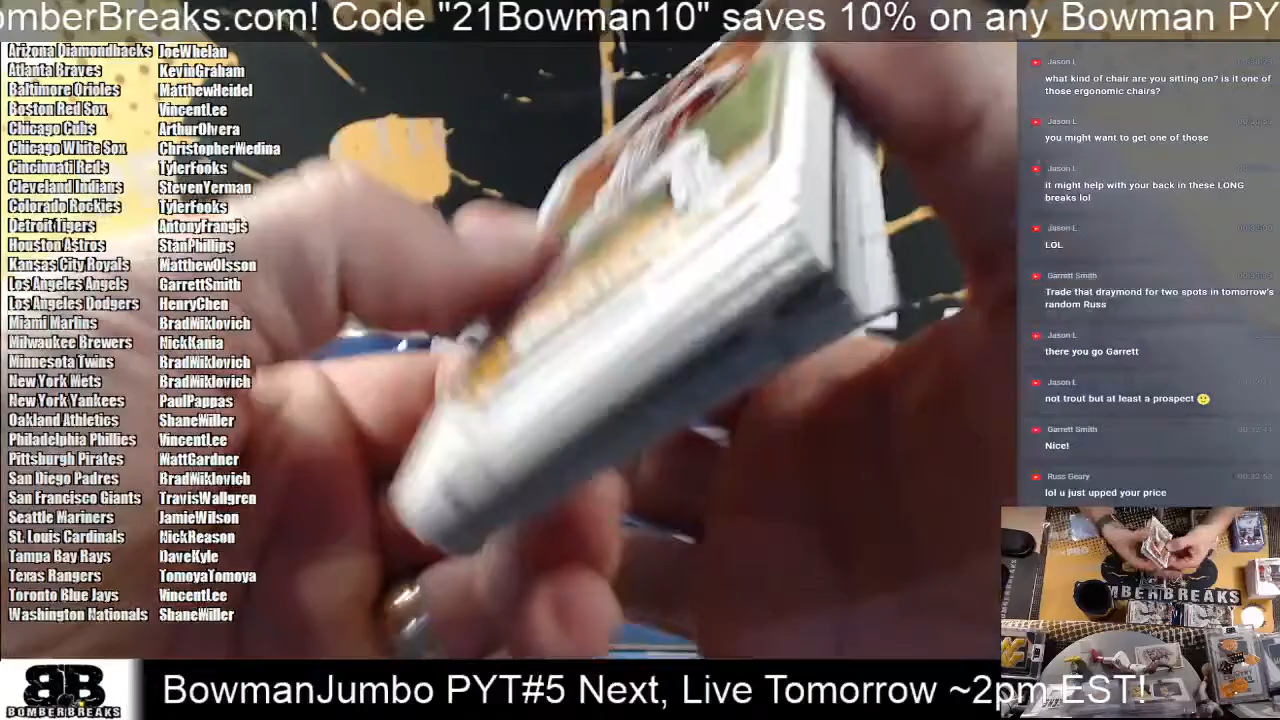 omberBreaks.com! Code "21Bowman10" saves 10% on any Bowman PY
Arizona Diamondbacks JoeWhelan
Atlanta Braves KevinGraham
Baltimore Orioles MatthewHeidel
Boston Red Sox VincentLee
Chicago Cubs ArthurOlvera
Chicago White Sox ChristopherMedina
Cincinnati Reds TylerFooks
Cleveland Indians StevenYerman
Colorado Rockies TylerFooks
Detroit Tigers AntonyFrangis
Houston Astros StanPhillips
Kansas City Royals MatthewOlsson
Los Angeles Angels GarrettSmith
Los Angeles Dodgers HenryChen
Miami Marlins BradWiklovich
Milwaukee Brewers NickKania
Minnesota Twins BradWiklovich
New York Mets BradWiklovich
New York Yankees PaulPappas
Oakland Athletics ShaneMiller
Philadelphia Phillies VincentLee
Pittsburgh Pirates MattGardner
San Diego Padres BradWiklovich
San Francisco Giants TravisWallgren
Seattle Mariners JamieWilson
St. Louis Cardinals NickReason
Tampa Bay Rays DaveKyle
Texas Rangers TomoyaTomoya
Toronto Blue Jays VincentLee
Washington Nationals ShaneMiller
Jason L
what kind of chair are you sitting on? is it one of
those ergonomic chairs?
Jason L
you might want to get one of those
Jason L
it might help with your back in these LONG
breaks lol
Jason L
LOL
Garrett Smith
Trade that draymond for two spots in tomorrow's
random Russ
Jason L
there you go Garrett
Jason L
not trout but at least a prospect 🙂
Garrett Smith
Nice!
Russ Geary
lol u just upped your price
MBERBREAKS
BB
BOMBERBREAKS
BowmanJumbo PYT#5 Next, Live Tomorrow ~2pm EST!